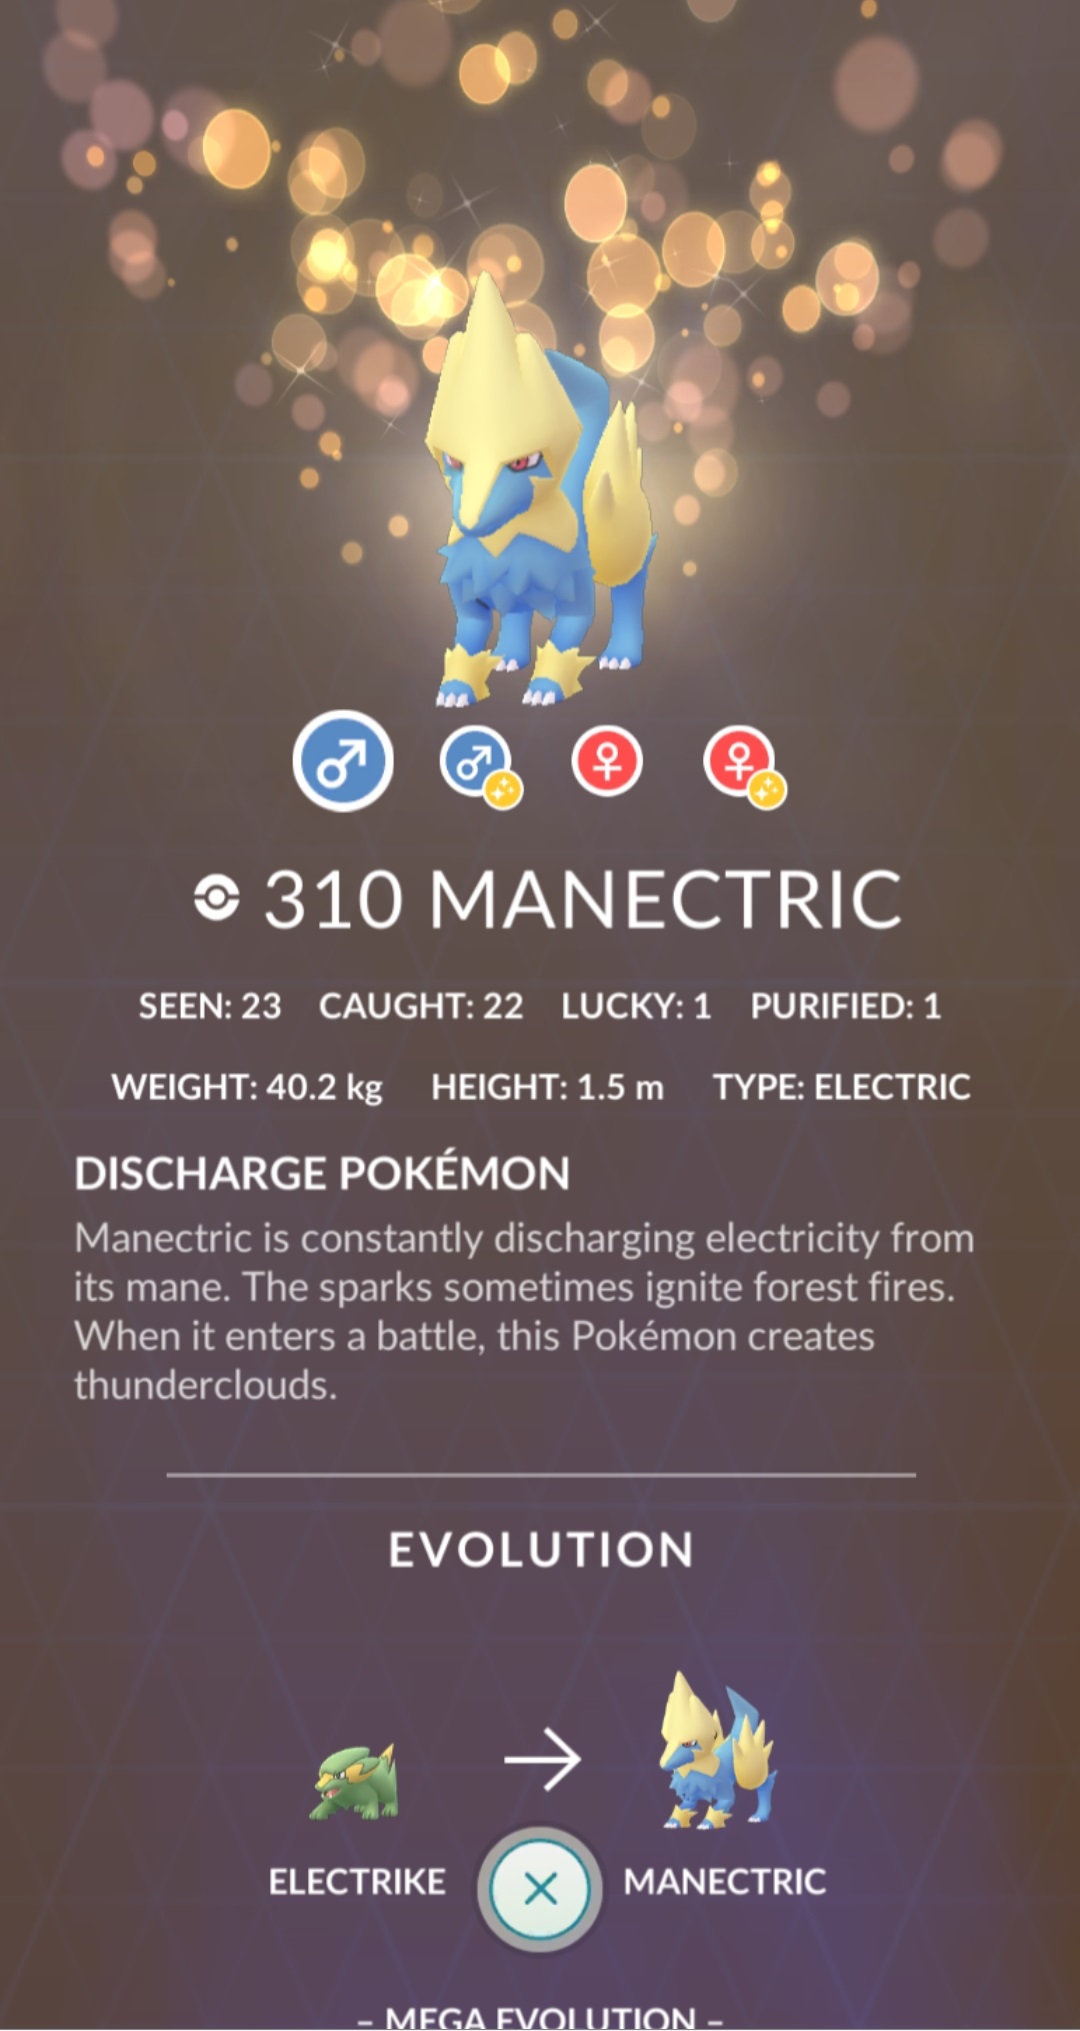 310 MANECTRIC
SEEN: 23 CAUGHT: 22 LUCKY: 1 PURIFIED: 1
WEIGHT: 40.2 kg HEIGHT: 1.5 m TYPE: ELECTRIC
DISCHARGE POKÉMON
Manectric is constantly discharging electricity from
its mane. The sparks sometimes ignite forest fires.
When it enters a battle, this Pokémon creates
thunderclouds.
EVOLUTION
ELECTRIKE MANECTRIC
– MEGA EVOLUTION –